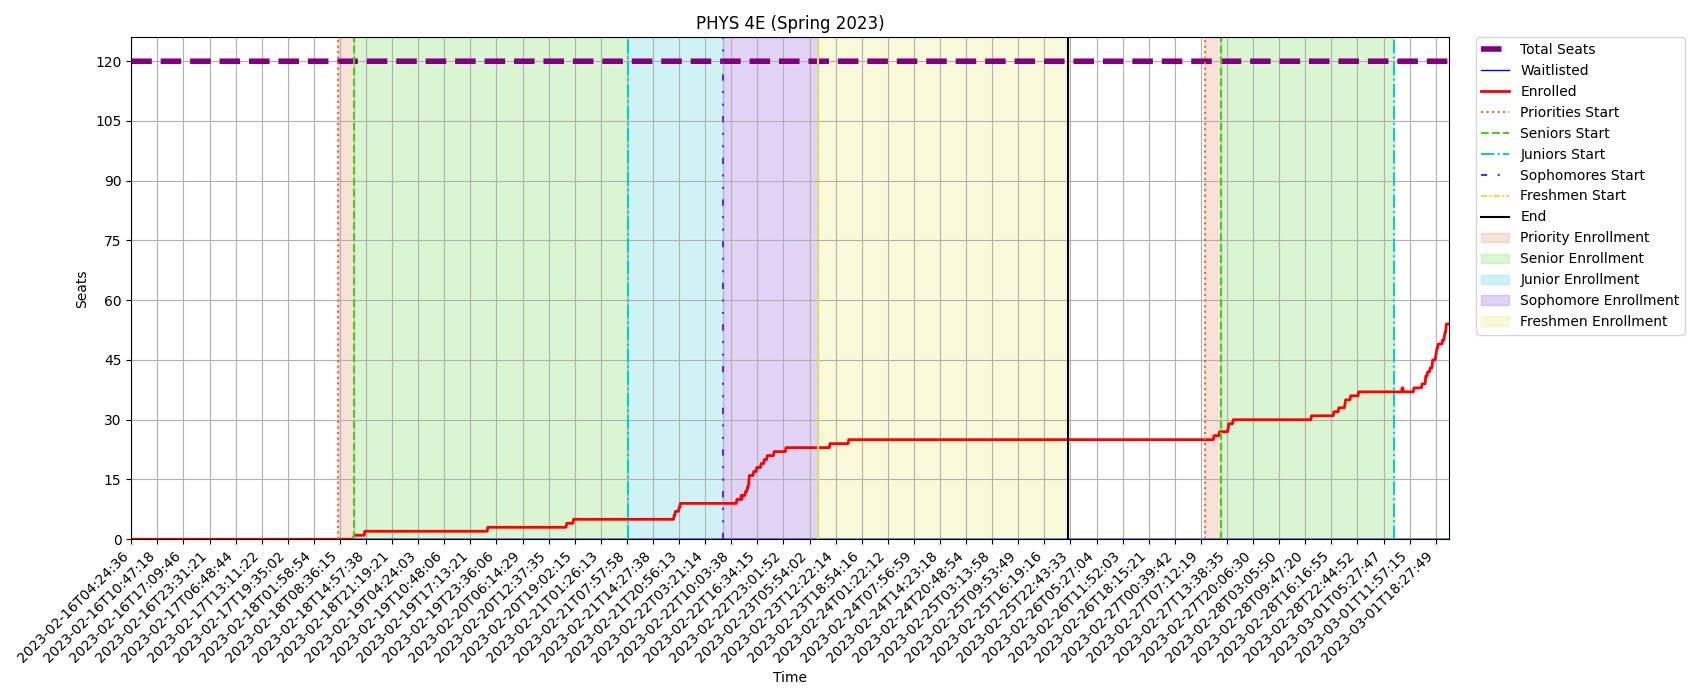 PHYS 4E (Spring 2023)
Total Seats
Waitlisted
Enrolled
Priorities Start
Seniors Start
Juniors Start
Sophomores Start
Freshmen Start
End
Priority Enrollment
Senior Enrollment
Junior Enrollment
Sophomore Enrollment
Freshmen Enrollment
Seats
120
105
90
75
60
45
30
15
0
2023-02-16T04:24:36
2023-02-16T10:47:18
2023-02-16T17:09:46
2023-02-16T23:31:21
2023-02-17T06:48:44
2023-02-17T13:11:22
2023-02-17T19:35:02
2023-02-18T01:58:54
2023-02-18T08:36:15
2023-02-18T14:57:38
2023-02-18T21:19:21
2023-02-19T04:24:03
2023-02-19T10:48:06
2023-02-19T17:13:21
2023-02-19T23:36:06
2023-02-20T06:14:29
2023-02-20T12:37:35
2023-02-20T19:02:15
2023-02-21T01:26:13
2023-02-21T07:57:58
2023-02-21T14:27:38
2023-02-21T20:56:13
2023-02-22T03:21:14
2023-02-22T10:03:38
2023-02-22T16:34:15
2023-02-22T23:01:52
2023-02-23T05:54:02
2023-02-23T12:22:14
2023-02-23T18:54:16
2023-02-24T01:22:12
2023-02-24T07:56:59
2023-02-24T14:23:18
2023-02-24T20:48:54
2023-02-25T03:13:58
2023-02-25T09:53:49
2023-02-25T16:19:16
2023-02-25T22:43:33
2023-02-26T05:27:04
2023-02-26T11:52:03
2023-02-26T18:15:21
2023-02-27T00:39:42
2023-02-27T07:12:19
2023-02-27T13:38:35
2023-02-27T20:06:30
2023-02-28T03:05:50
2023-02-28T09:47:20
2023-02-28T16:16:55
2023-02-28T22:44:52
2023-03-01T05:27:47
2023-03-01T11:57:15
2023-03-01T18:27:49
Time